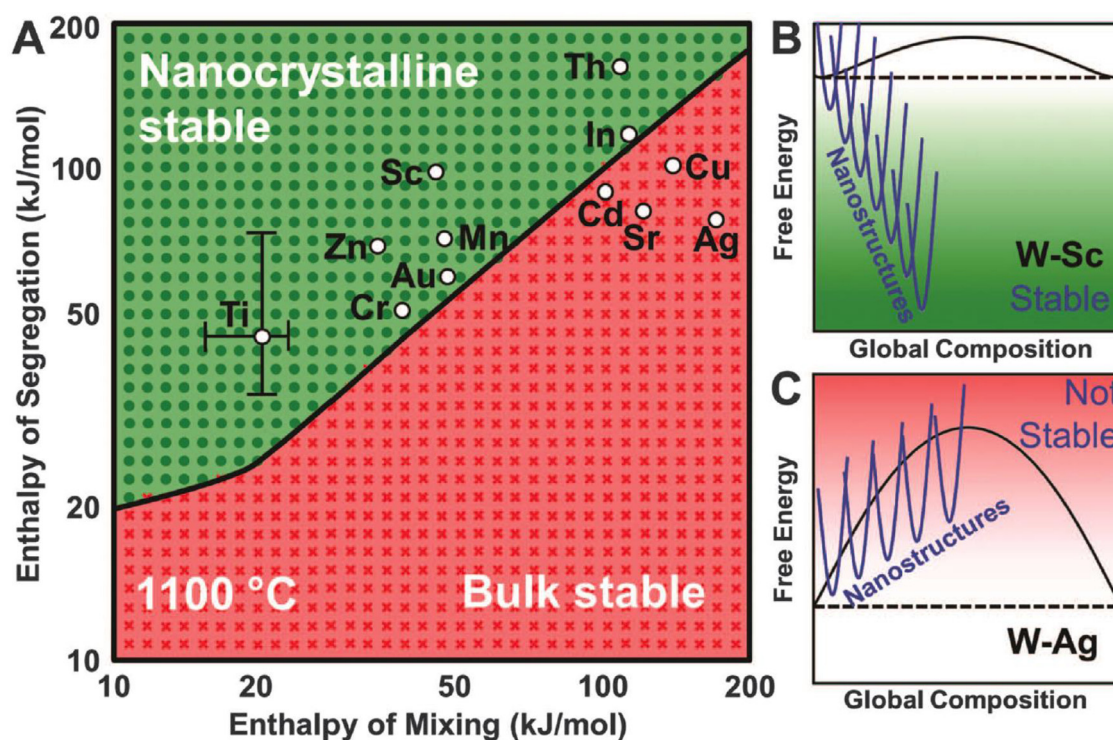 A
Enthalpy of Segregation (kJ/mol)
200
100
50
20
10
Nanocrystalline
stable
Th
In
Cu
Sc
Cd
Sr
Ag
Zn
Mn
Au
Cr
Ti
1100 °C
Bulk stable
10
20
50
100
200
Enthalpy of Mixing (kJ/mol)
B
Free Energy
Nanostructures
W-Sc
Stable
Global Composition
C
Free Energy
Not
Stable
Nanostructures
W-Ag
Global Composition